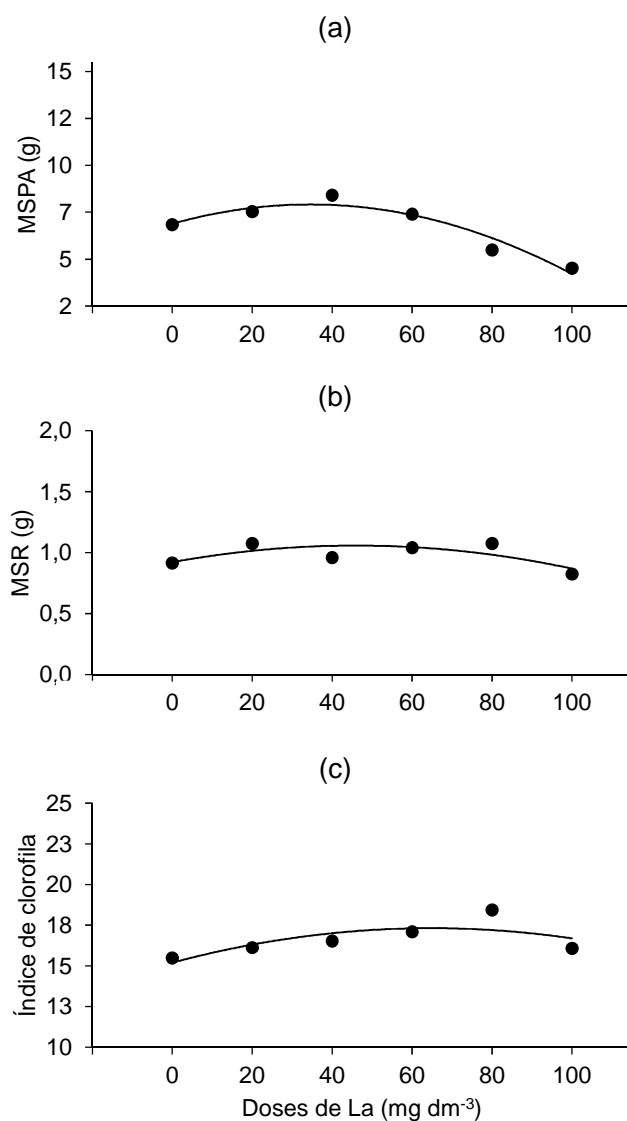 (a)
MSPA (g)
15
12
10
7
5
2
0 20 40 60 80 100
(b)
MSR (g)
2,0
1,5
1,0
0,5
0,0
0 20 40 60 80 100
(c)
Índice de clorofila
25
20
18
15
13
10
0 20 40 60 80 100
Doses de La (mg dm⁻³)